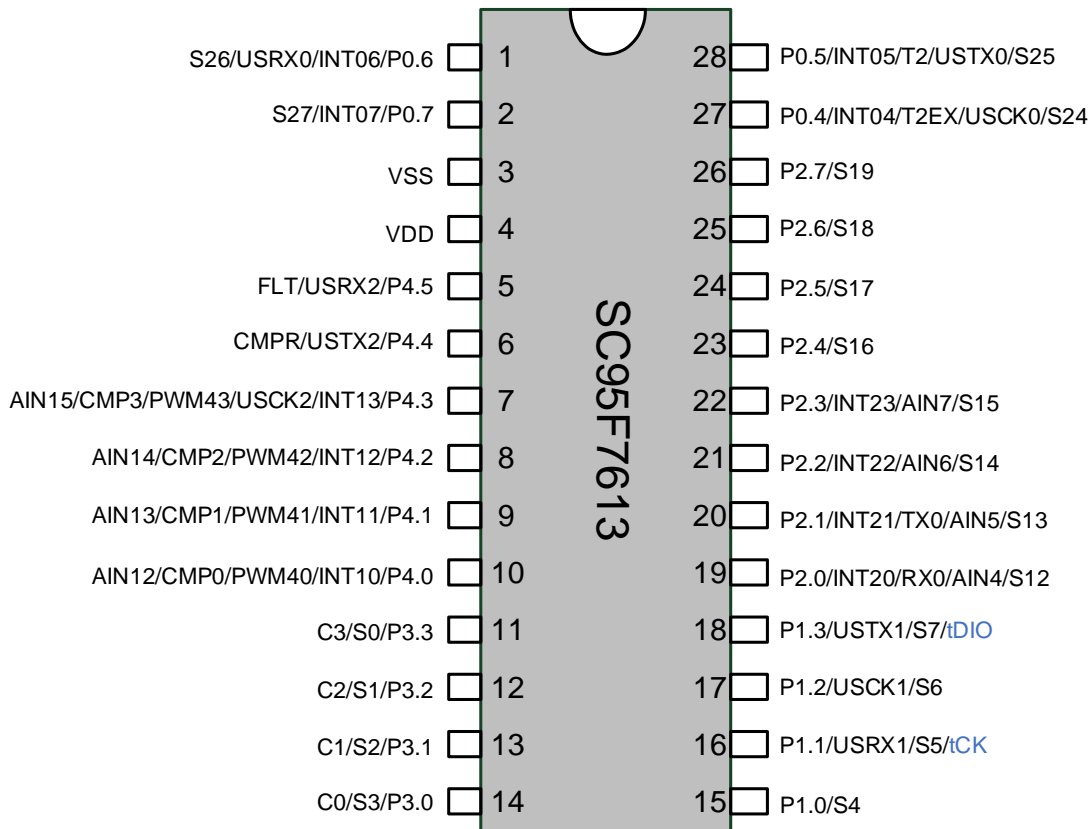 S26/USRX0/INT06/P0.6 1 28 P0.5/INT05/T2/USTX0/S25
S27/INT07/P0.7 2 27 P0.4/INT04/T2EX/USCK0/S24
VSS 3 26 P2.7/S19
VDD 4 25 P2.6/S18
FLT/USRX2/P4.5 5 24 P2.5/S17
CMPR/USTX2/P4.4 6 23 P2.4/S16
AIN15/CMP3/PWM43/USCK2/INT13/P4.3 7 22 P2.3/INT23/AIN7/S15
AIN14/CMP2/PWM42/INT12/P4.2 8 21 P2.2/INT22/AIN6/S14
AIN13/CMP1/PWM41/INT11/P4.1 9 20 P2.1/INT21/TX0/AIN5/S13
AIN12/CMP0/PWM40/INT10/P4.0 10 19 P2.0/INT20/RX0/AIN4/S12
C3/S0/P3.3 11 18 P1.3/USTX1/S7/tDIO
C2/S1/P3.2 12 17 P1.2/USCK1/S6
C1/S2/P3.1 13 16 P1.1/USRX1/S5/tCK
C0/S3/P3.0 14 15 P1.0/S4
SC95F7613